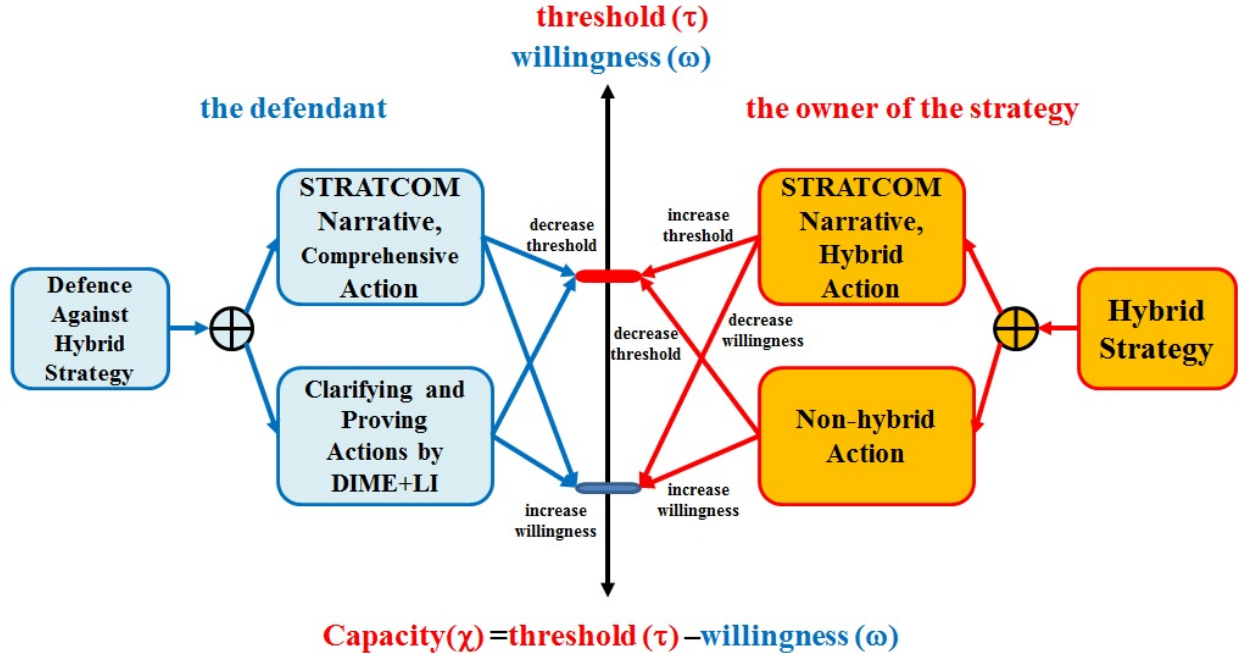 threshold (τ)
willingness (ω)
the defendant
the owner of the strategy
STRATCOM
Narrative,
Comprehensive
Action
decrease
threshold
increase
threshold
STRATCOM
Narrative,
Hybrid
Action
Defence
Against
Hybrid
Strategy
decrease
threshold
decrease
willingness
Hybrid
Strategy
Clarifying and
Proving
Actions by
DIME+LI
Non-hybrid
Action
increase
willingness
increase
willingness
Capacity(χ) =threshold (τ) –willingness (ω)